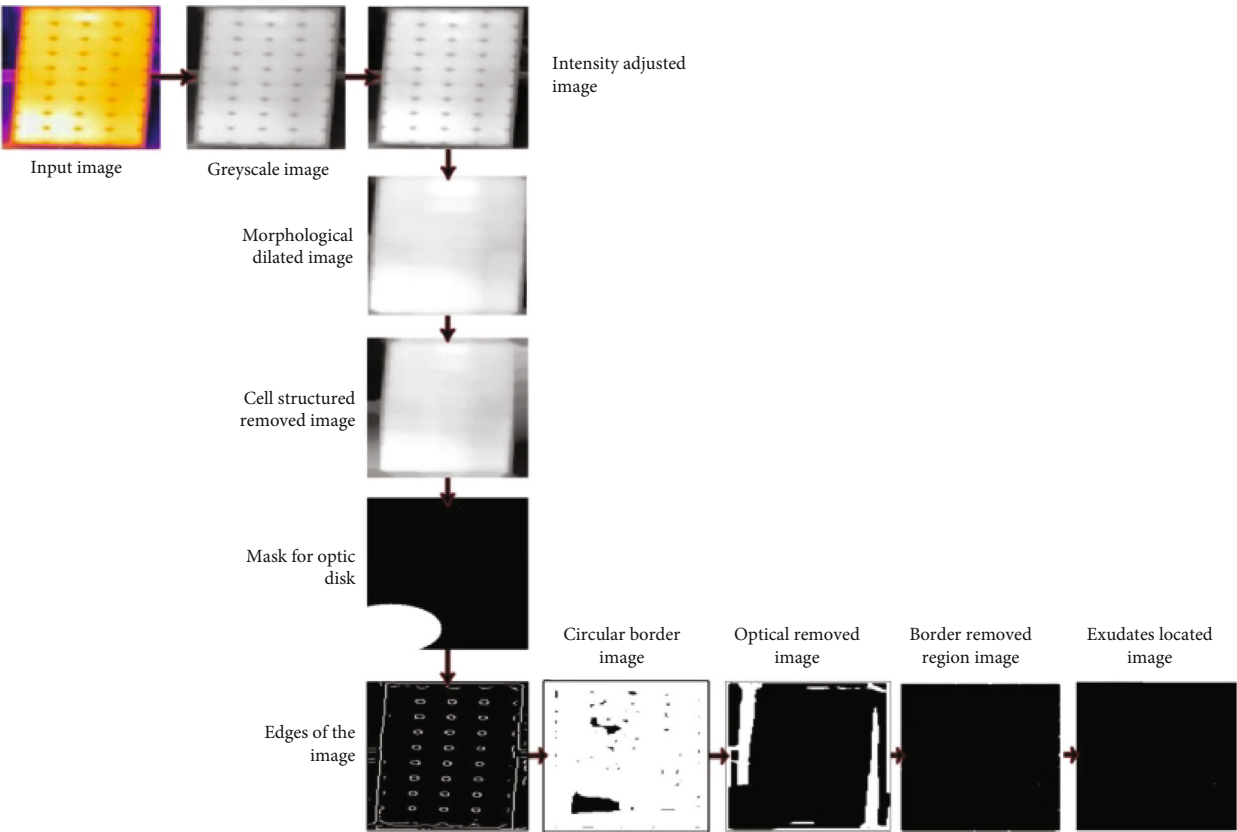 Intensity adjusted
image
Input image
Greyscale image
Morphological
dilated image
Cell structured
removed image
Mask for optic
disk
Edges of the
image
Circular border
image
Optical removed
image
Border removed
region image
Exudates located
image